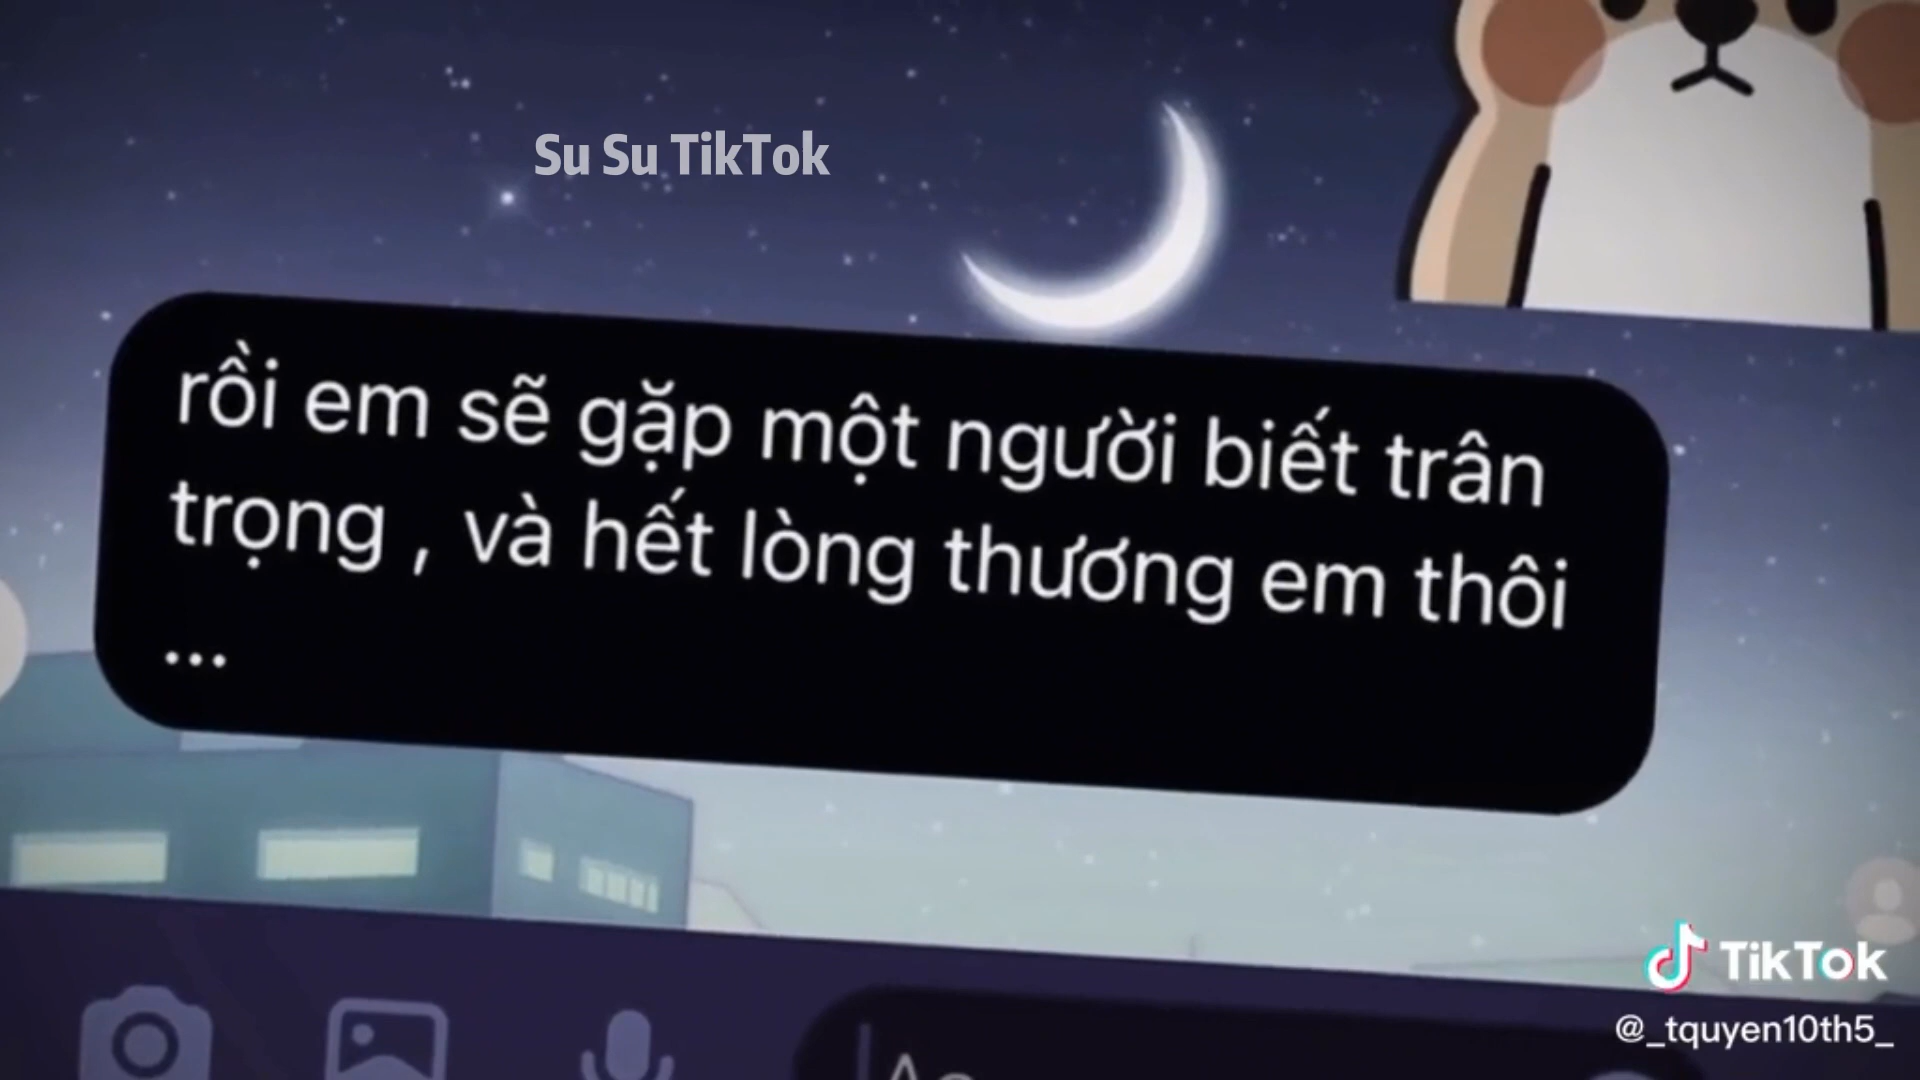 Su Su TikTok
rồi em sẽ gặp một người biết trân
trọng , và hết lòng thương em thôi
...
TikTok
@_tquyen10th5_